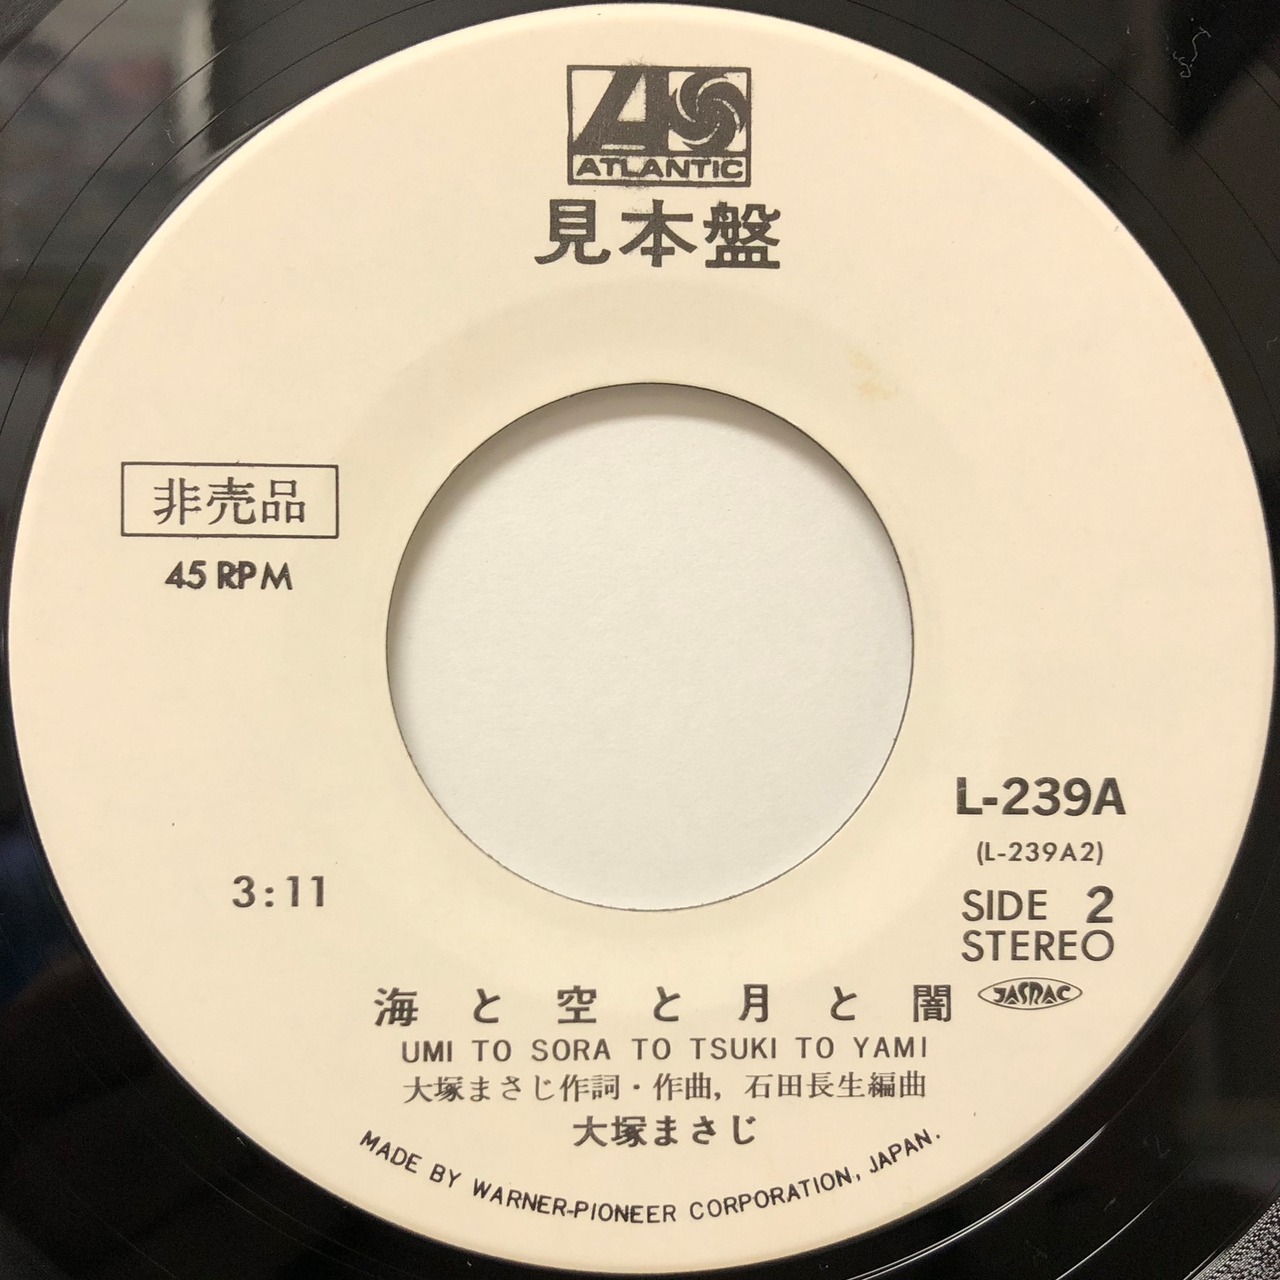 ATLANTIC
見本盤
非売品
45 RPM
L-239A
(L-239A2)
3:11
SIDE 2
STEREO
海と空と月と闇
JASRAC
UMI TO SORA TO TSUKI TO YAMI
大塚まさじ作詞・作曲, 石田長生編曲
大塚まさじ
MADE BY WARNER-PIONEER CORPORATION, JAPAN.